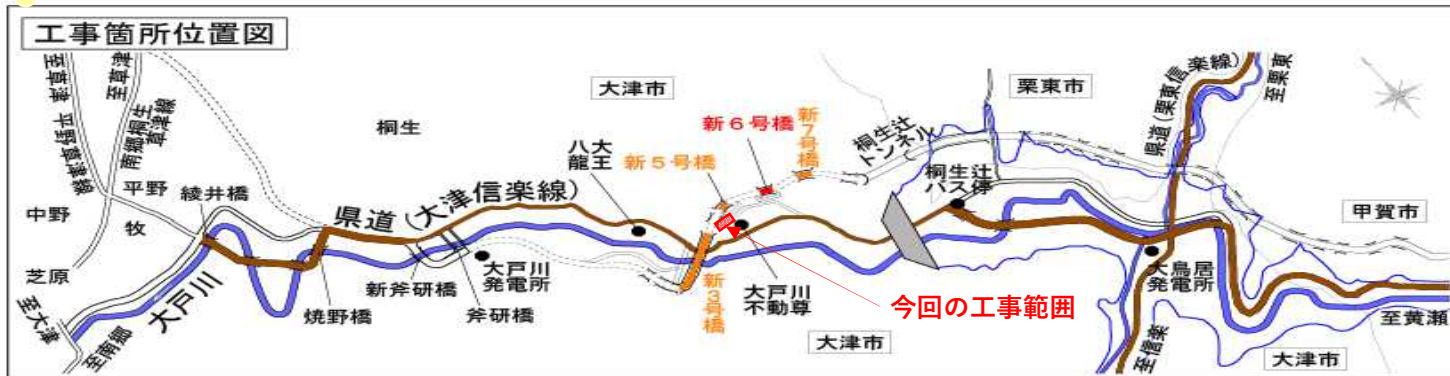 工事箇所位置図
至草津 平野草津線
至草津
南郷桐生
草津線
桐生
大津市
栗東市
県道(栗東信楽線)
至栗東
新6号橋
新7号橋
桐生辻
トンネル
八大
龍王
新5号橋
桐生辻
バス停
平野
綾井橋
中野
牧
県道(大津信楽線)
甲賀市
芝原
大戸川
新斧研橋
大戸川
発電所
新3号橋
大戸川
不動尊
大鳥居
発電所
至大津
至南郷
焼野橋
斧研橋
今回の工事範囲
大津市
至信楽
大津市
至黄瀬